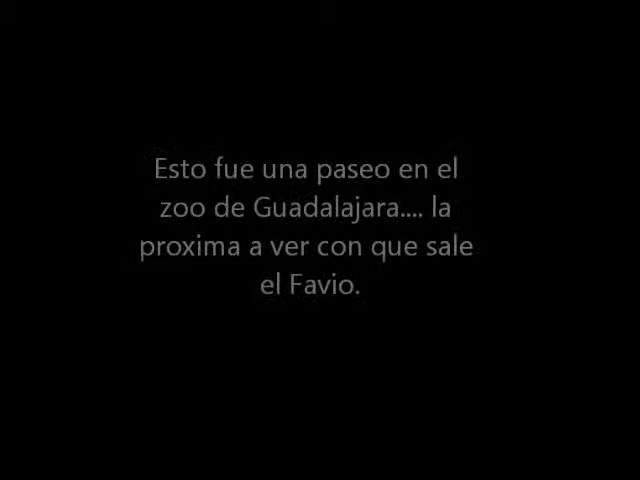 Esto fue una paseo en el
zoo de Guadalajara.... la
proxima a ver con que sale
el Favio.